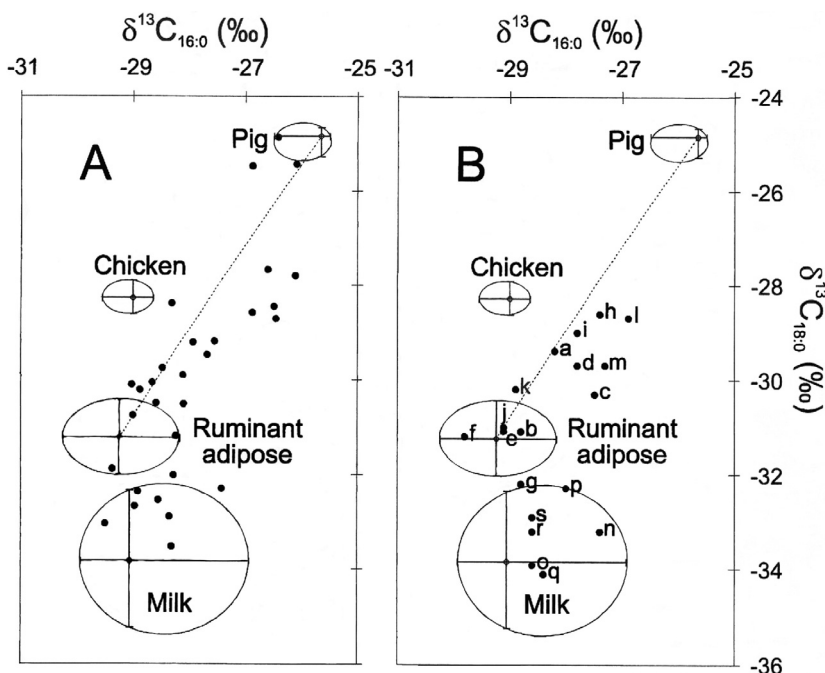 δ¹³C₁₆:₀ (‰) δ¹³C₁₆:₀ (‰)
-31 -29 -27 -25 -31 -29 -27 -25
-24
Pig Pig
A B
-26
Chicken Chicken
-28
h l
i
a
d m
k c
-30
δ¹³C₁₈:₀ (‰)
j
f e b
Ruminant Ruminant
adipose adipose
-32
g p
s
r n
o
q
-34
Milk Milk
-36